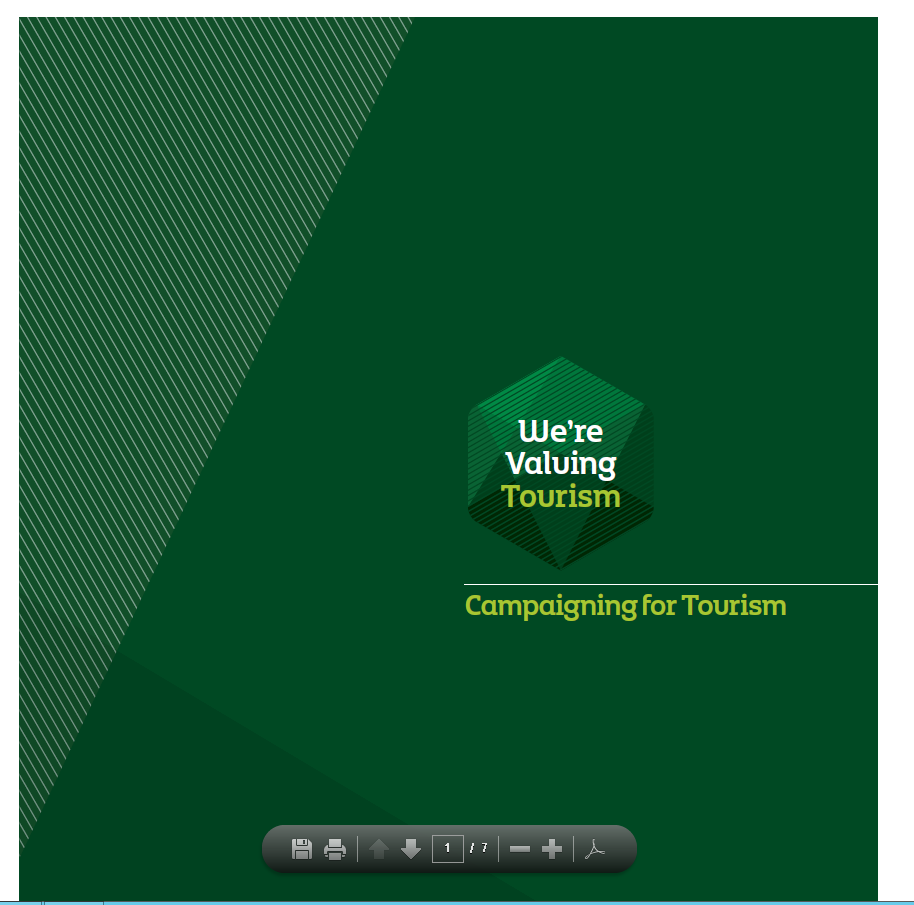 We're
Valuing
Tourism
Campaigning for Tourism
1 / 7